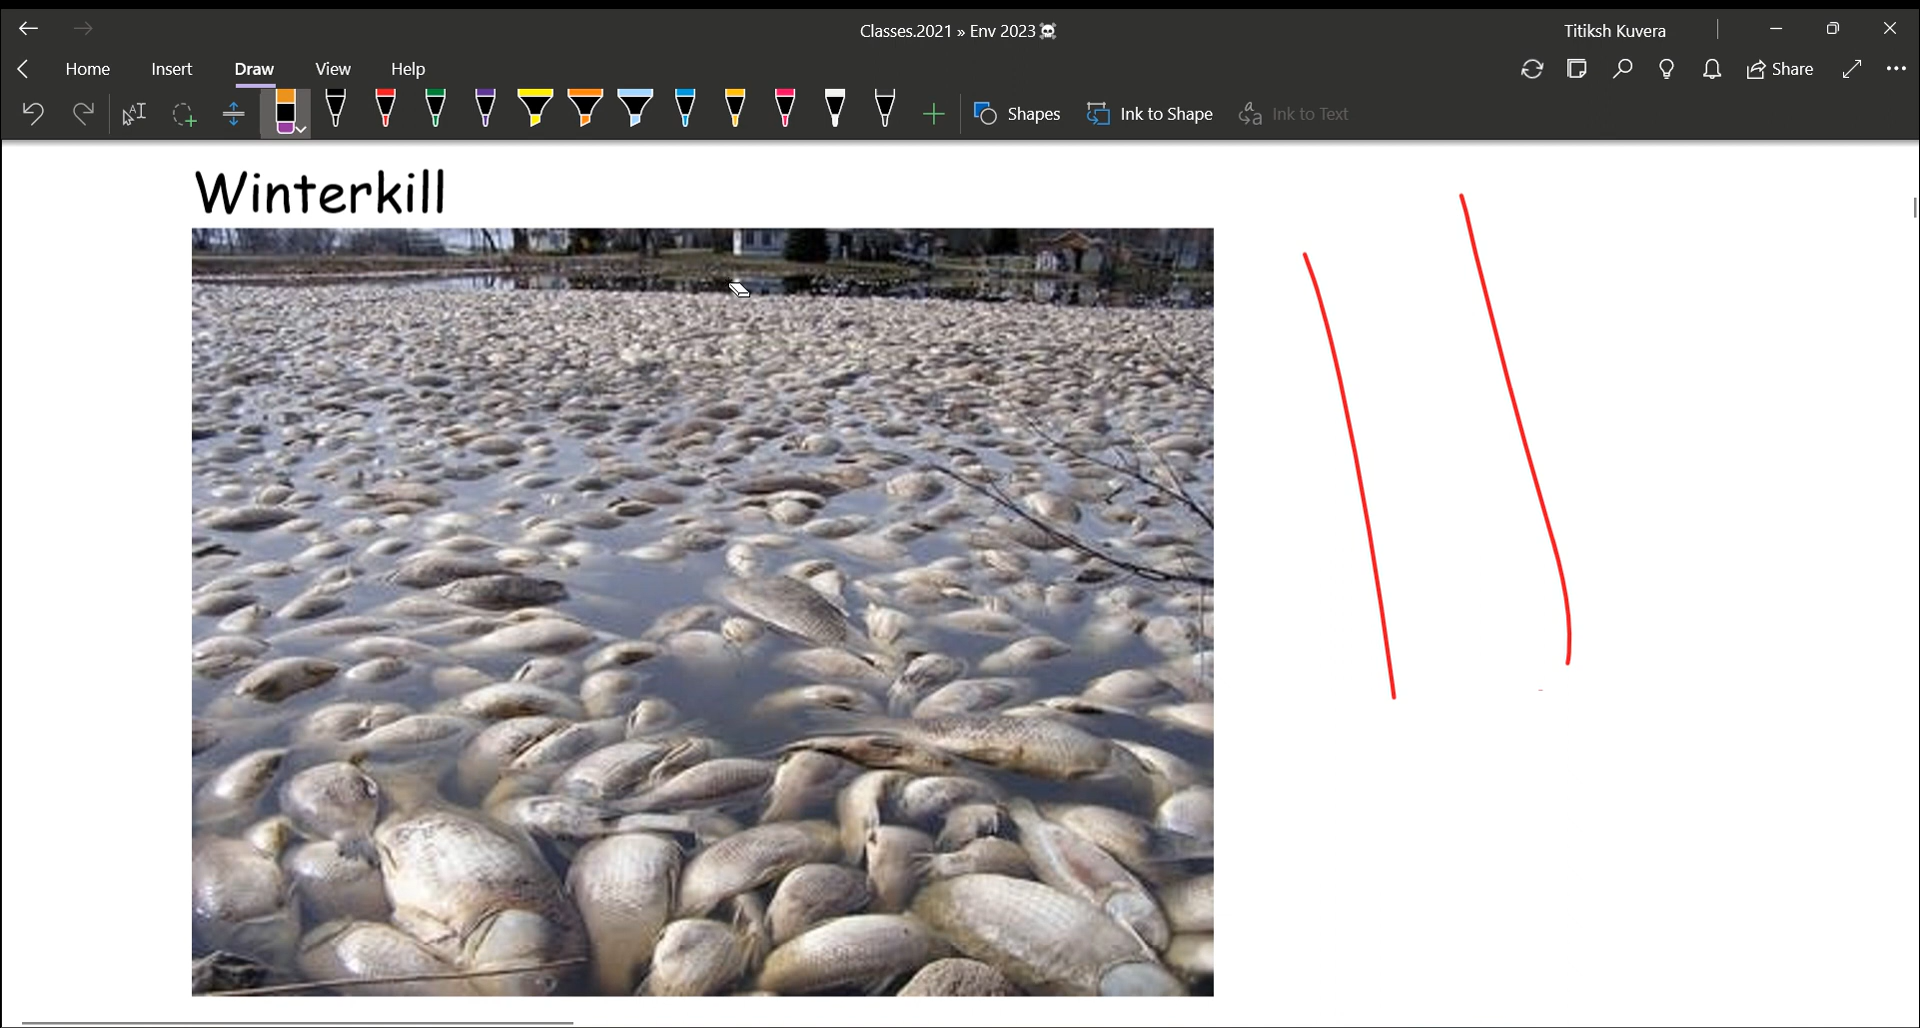 Classes.2021 » Env 2023☠
Titiksh Kuvera
Home Insert Draw View Help
Share
Shapes Ink to Shape Ink to Text
Winterkill